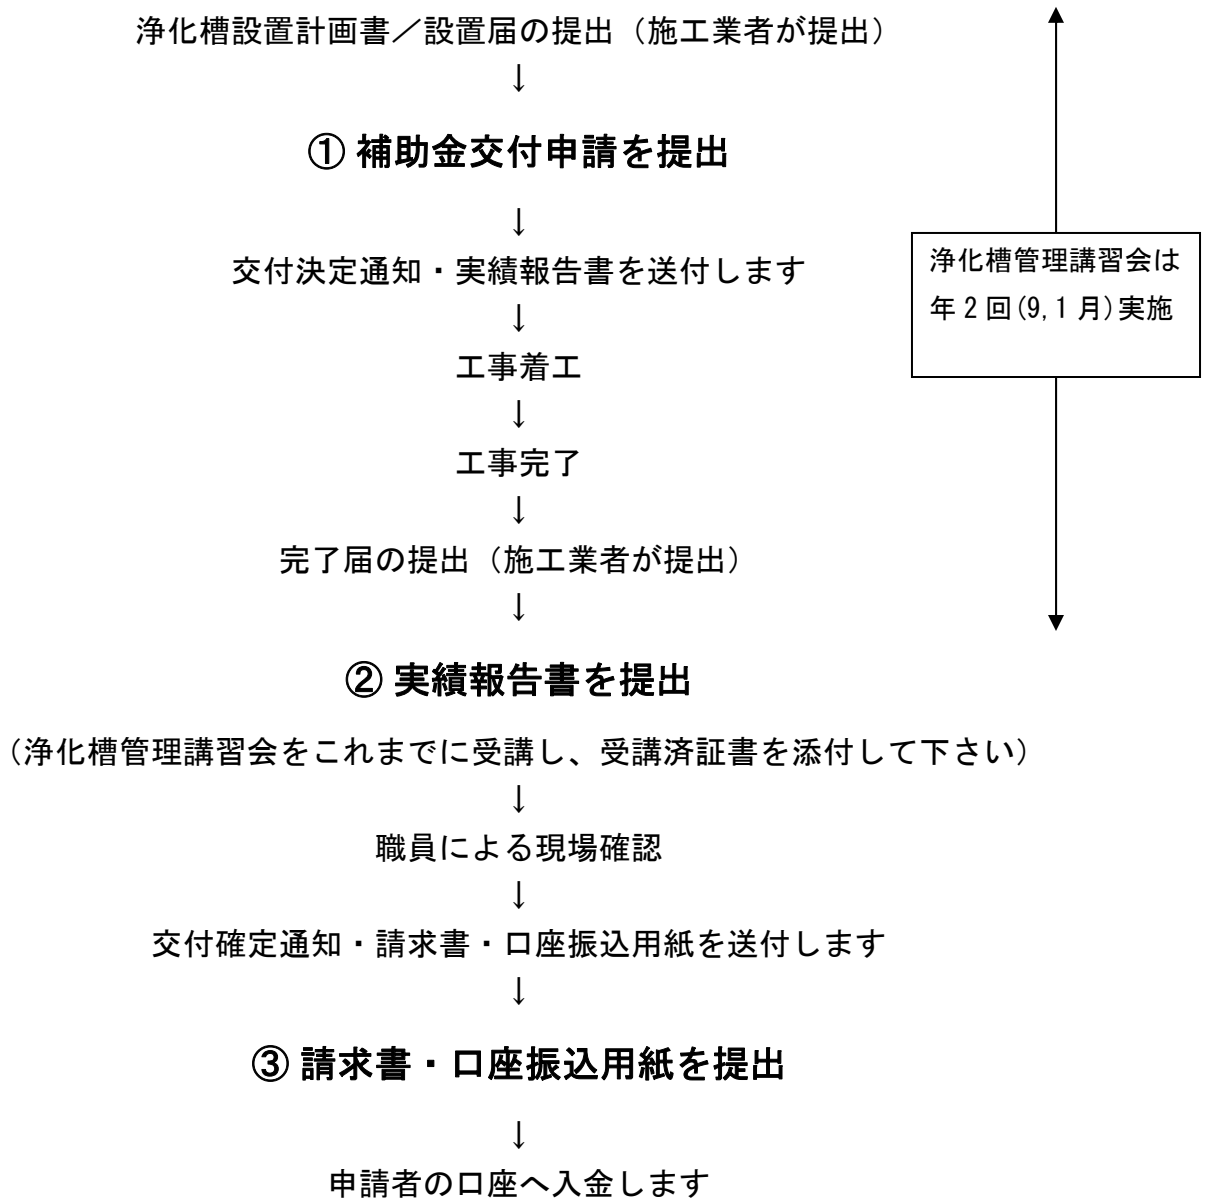 浄化槽設置計画書／設置届の提出（施工業者が提出）
↓
① 補助金交付申請を提出
↓
交付決定通知・実績報告書を送付します
↓
工事着工
↓
工事完了
↓
完了届の提出（施工業者が提出）
↓
② 実績報告書を提出
（浄化槽管理講習会をこれまでに受講し、受講済証書を添付して下さい）
↓
職員による現場確認
↓
交付確定通知・請求書・口座振込用紙を送付します
↓
③ 請求書・口座振込用紙を提出
↓
申請者の口座へ入金します
浄化槽管理講習会は
年2回(9,1月)実施